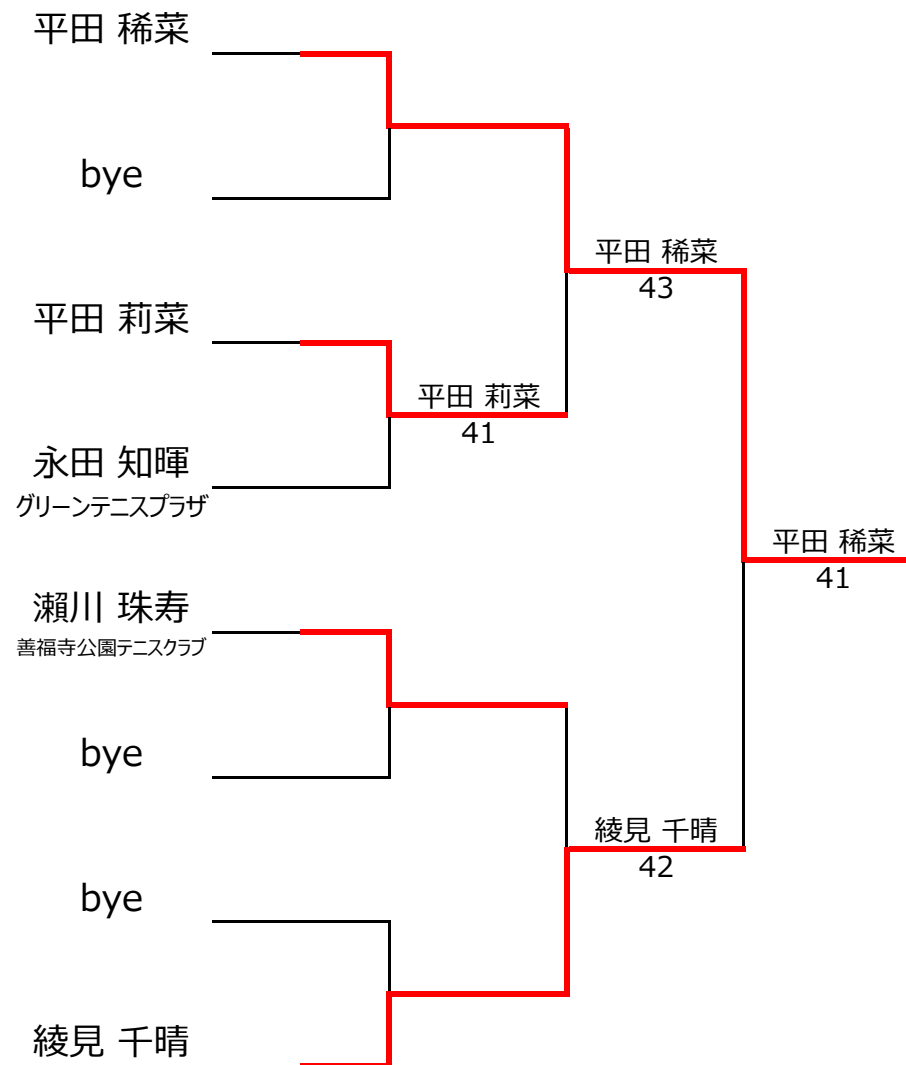 平田 稀菜
bye
平田 稀菜
43
平田 莉菜
平田 莉菜
41
永田 知暉
グリーンテニスプラザ
平田 稀菜
41
瀬川 珠寿
善福寺公園テニスクラブ
bye
綾見 千晴
42
bye
綾見 千晴